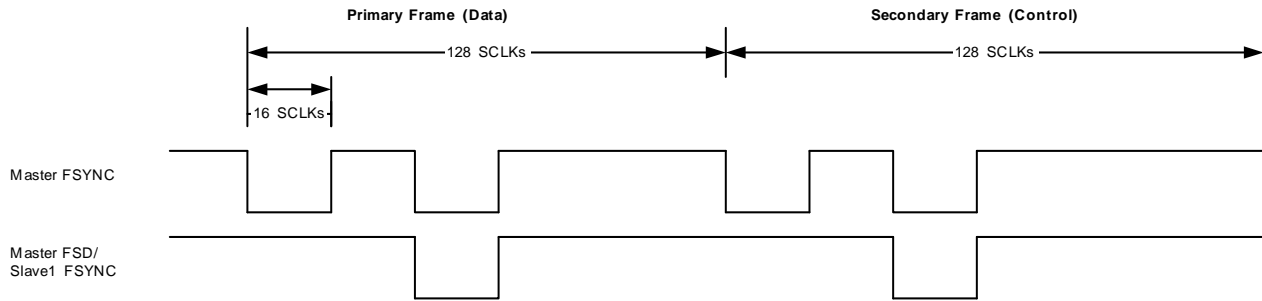 Primary Frame (Data)
Secondary Frame (Control)
128 SCLKs
128 SCLKs
16 SCLKs
Master FSYNC
Master FSD/
Slave1 FSYNC